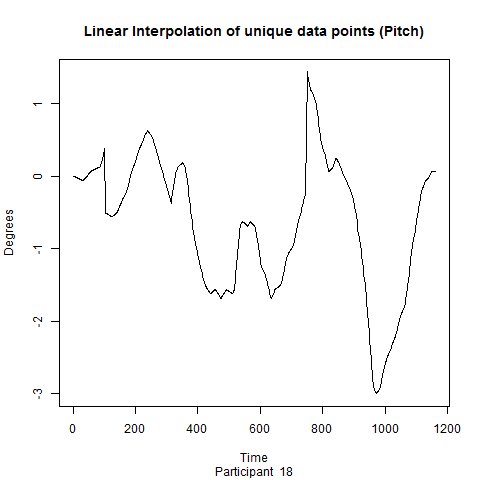 Linear Interpolation of unique data points (Pitch)
Degrees
1
0
-1
-2
-3
0 200 400 600 800 1000 1200
Time
Participant 18